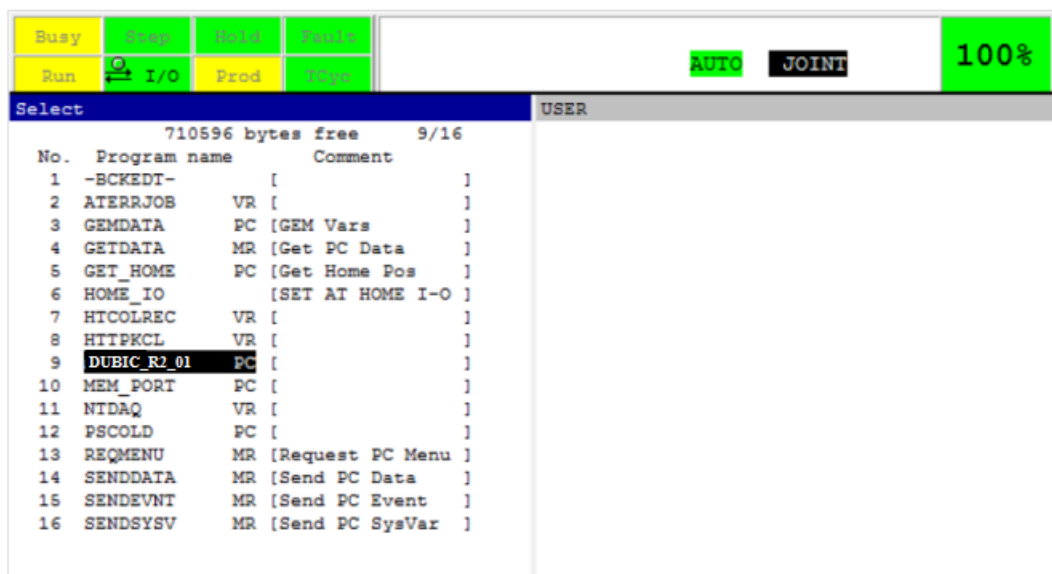 Busy Step Hold Fault
Run I/O Prod TCyc
AUTO JOINT 100%
Select
USER
710596 bytes free 9/16
No. Program name Comment
1 -BCKEDT- [ ]
2 ATERRJOB VR [ ]
3 GEMDATA PC [GEM Vars ]
4 GETDATA MR [Get PC Data ]
5 GET_HOME PC [Get Home Pos ]
6 HOME_IO [SET AT HOME I-O ]
7 HTCOLREC VR [ ]
8 HTTPKCL VR [ ]
9 DUBIC_R2_01 PC [ ]
10 MEM_PORT PC [ ]
11 NTDAQ VR [ ]
12 PSCOLD PC [ ]
13 REQMENU MR [Request PC Menu ]
14 SENDDATA MR [Send PC Data ]
15 SENDEVNT MR [Send PC Event ]
16 SENDSYSV MR [Send PC SysVar ]